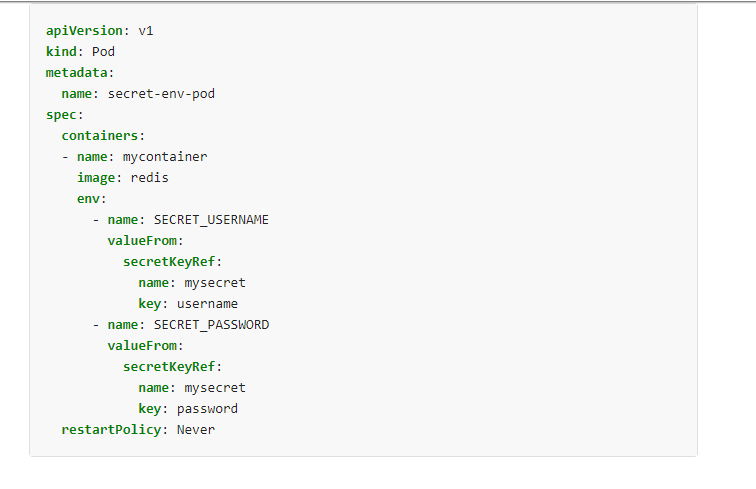 apiVersion: v1
kind: Pod
metadata:
  name: secret-env-pod
spec:
  containers:
  - name: mycontainer
    image: redis
    env:
      - name: SECRET_USERNAME
        valueFrom:
          secretKeyRef:
            name: mysecret
            key: username
      - name: SECRET_PASSWORD
        valueFrom:
          secretKeyRef:
            name: mysecret
            key: password
  restartPolicy: Never